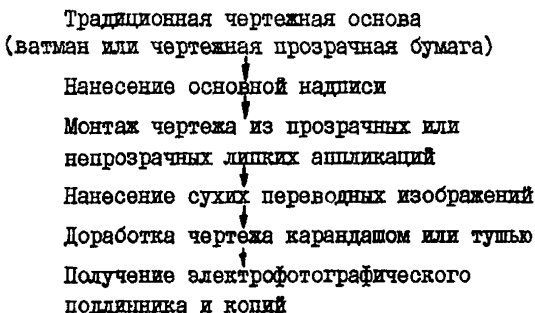 Традиционная чертежная основа
(ватман или чертежная прозрачная бумага)
Нанесение основной надписи
Монтаж чертежа из прозрачных или
непрозрачных липких аппликаций
Нанесение сухих переводных изображений
Доработка чертежа карандашом или тушью
Получение электрофотографического
подлинника и копий